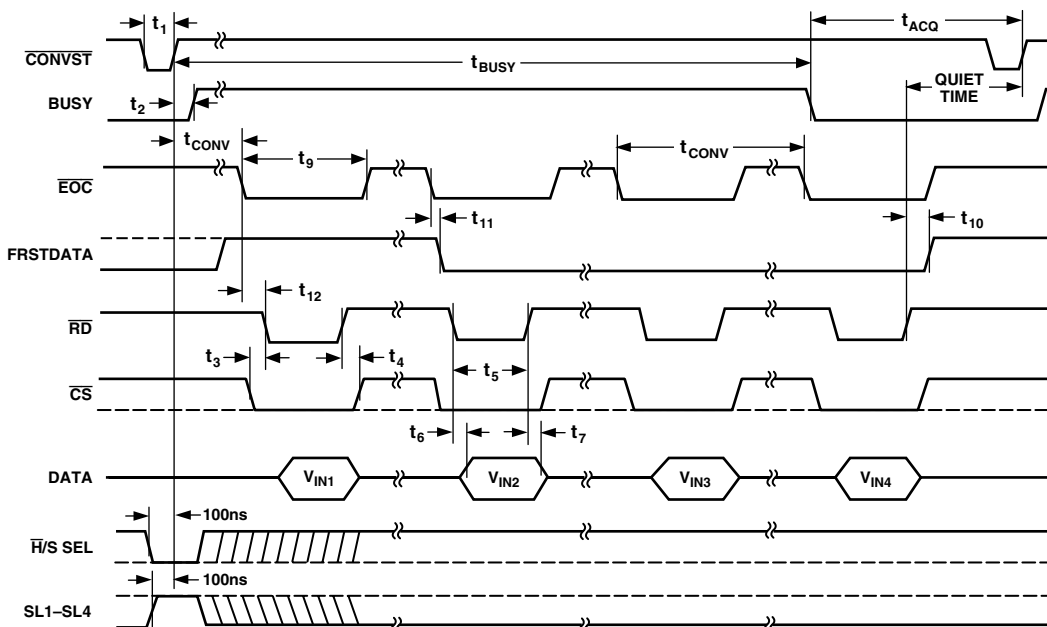 t1
tACQ
CONVST
tBUSY
QUIET
TIME
BUSY
t2
tCONV
t9
tCONV
EOC
t11
t10
FRSTDATA
t12
RD
t3
t4
t5
CS
t6
t7
DATA
VIN1
VIN2
VIN3
VIN4
100ns
H/S SEL
100ns
SL1–SL4